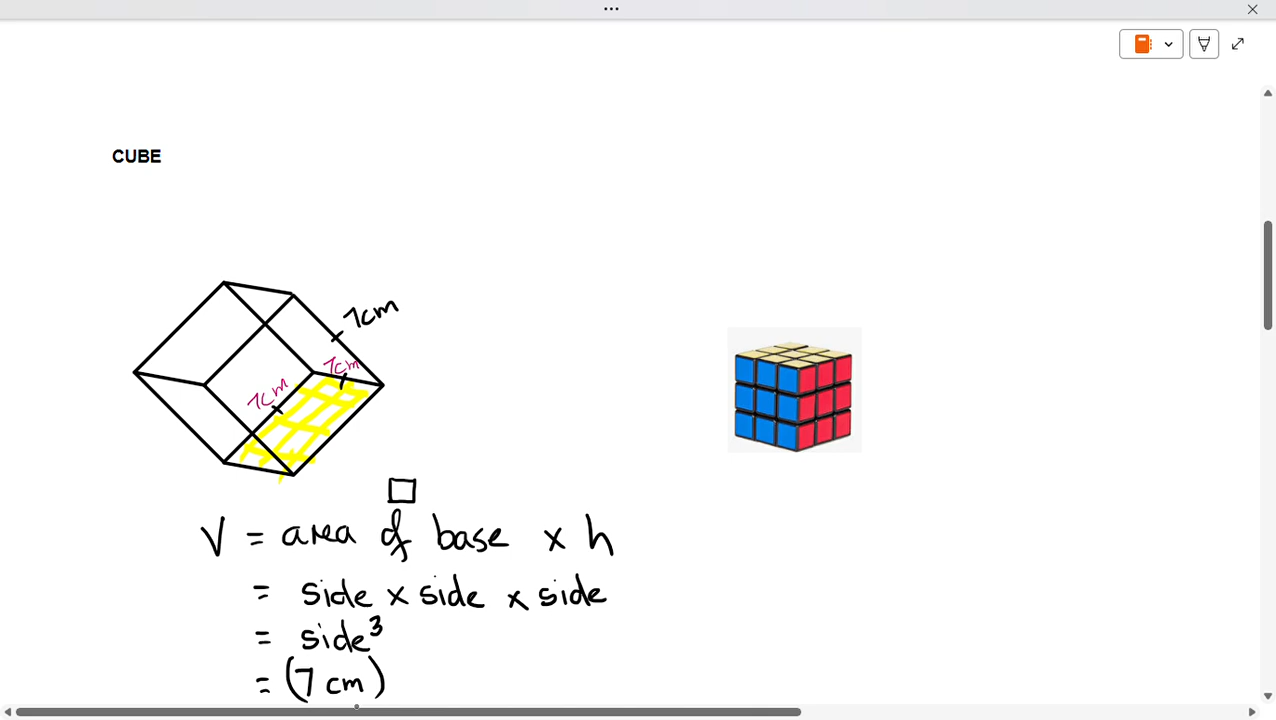 CUBE
7cm
7cm
7cm
V = area of base x h
= side x side x side
= side³
= (7 cm)